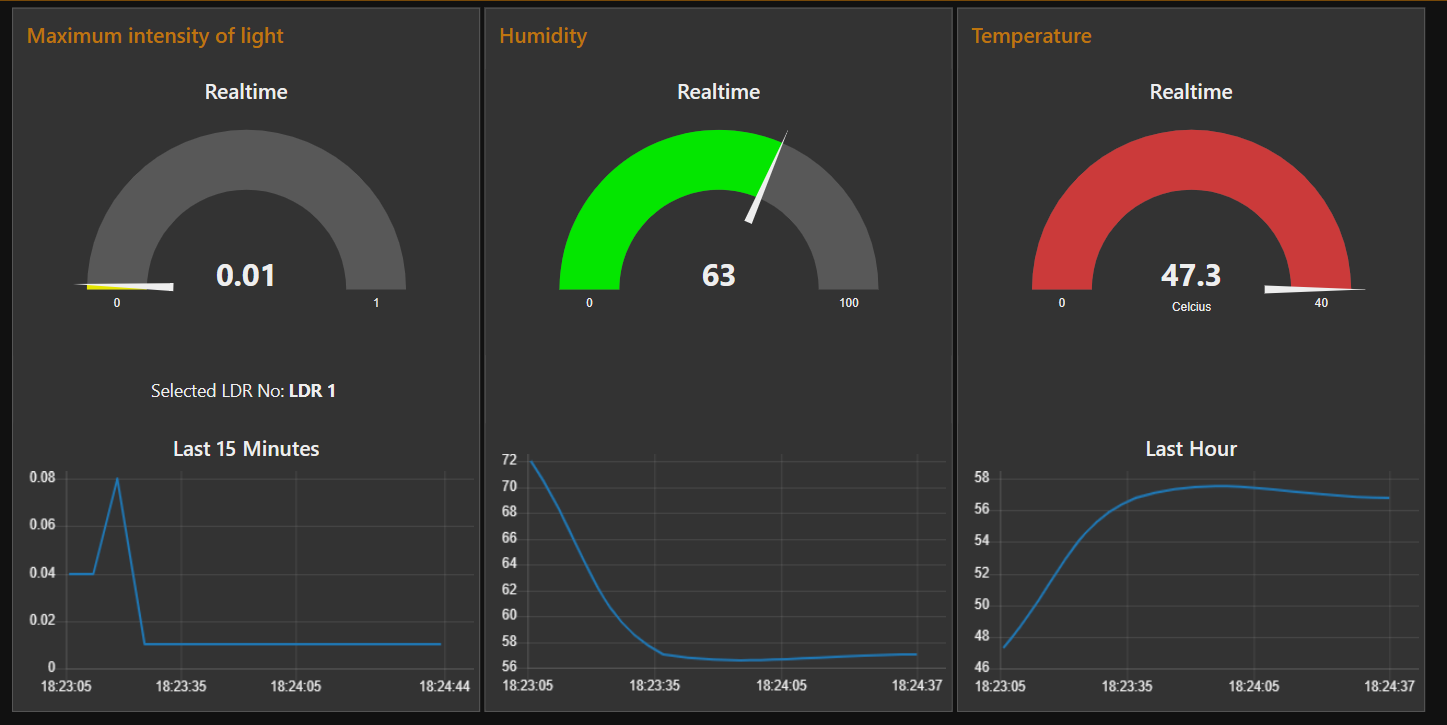 Maximum intensity of light
Realtime
0.01
0 1
Selected LDR No: LDR 1
Last 15 Minutes
0.08
0.06
0.04
0.02
0
18:23:05 18:23:35 18:24:05 18:24:44
Humidity
Realtime
63
0 100
72
70
68
66
64
62
60
58
56
18:23:05 18:23:35 18:24:05 18:24:37
Temperature
Realtime
47.3
0 Celcius 40
Last Hour
58
56
54
52
50
48
46
18:23:05 18:23:35 18:24:05 18:24:37